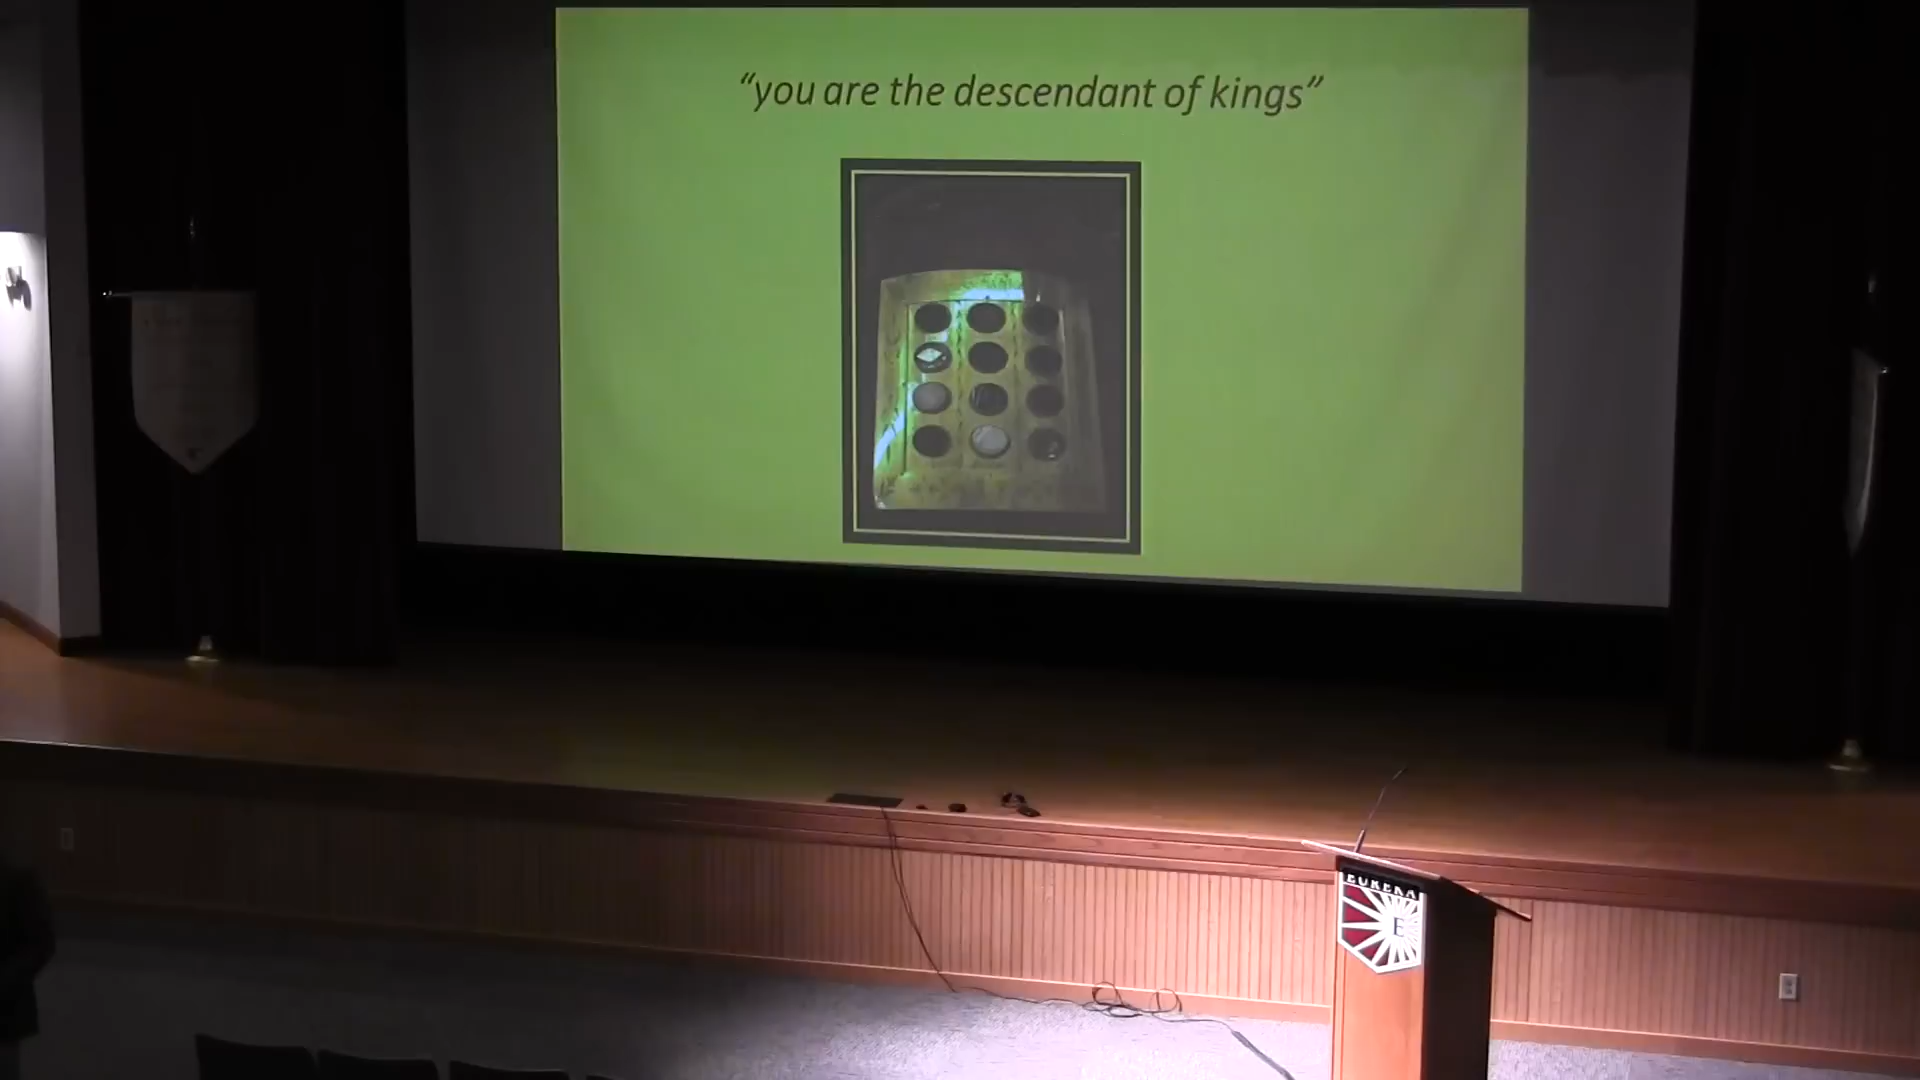 “you are the descendant of kings”
EUREKA
E